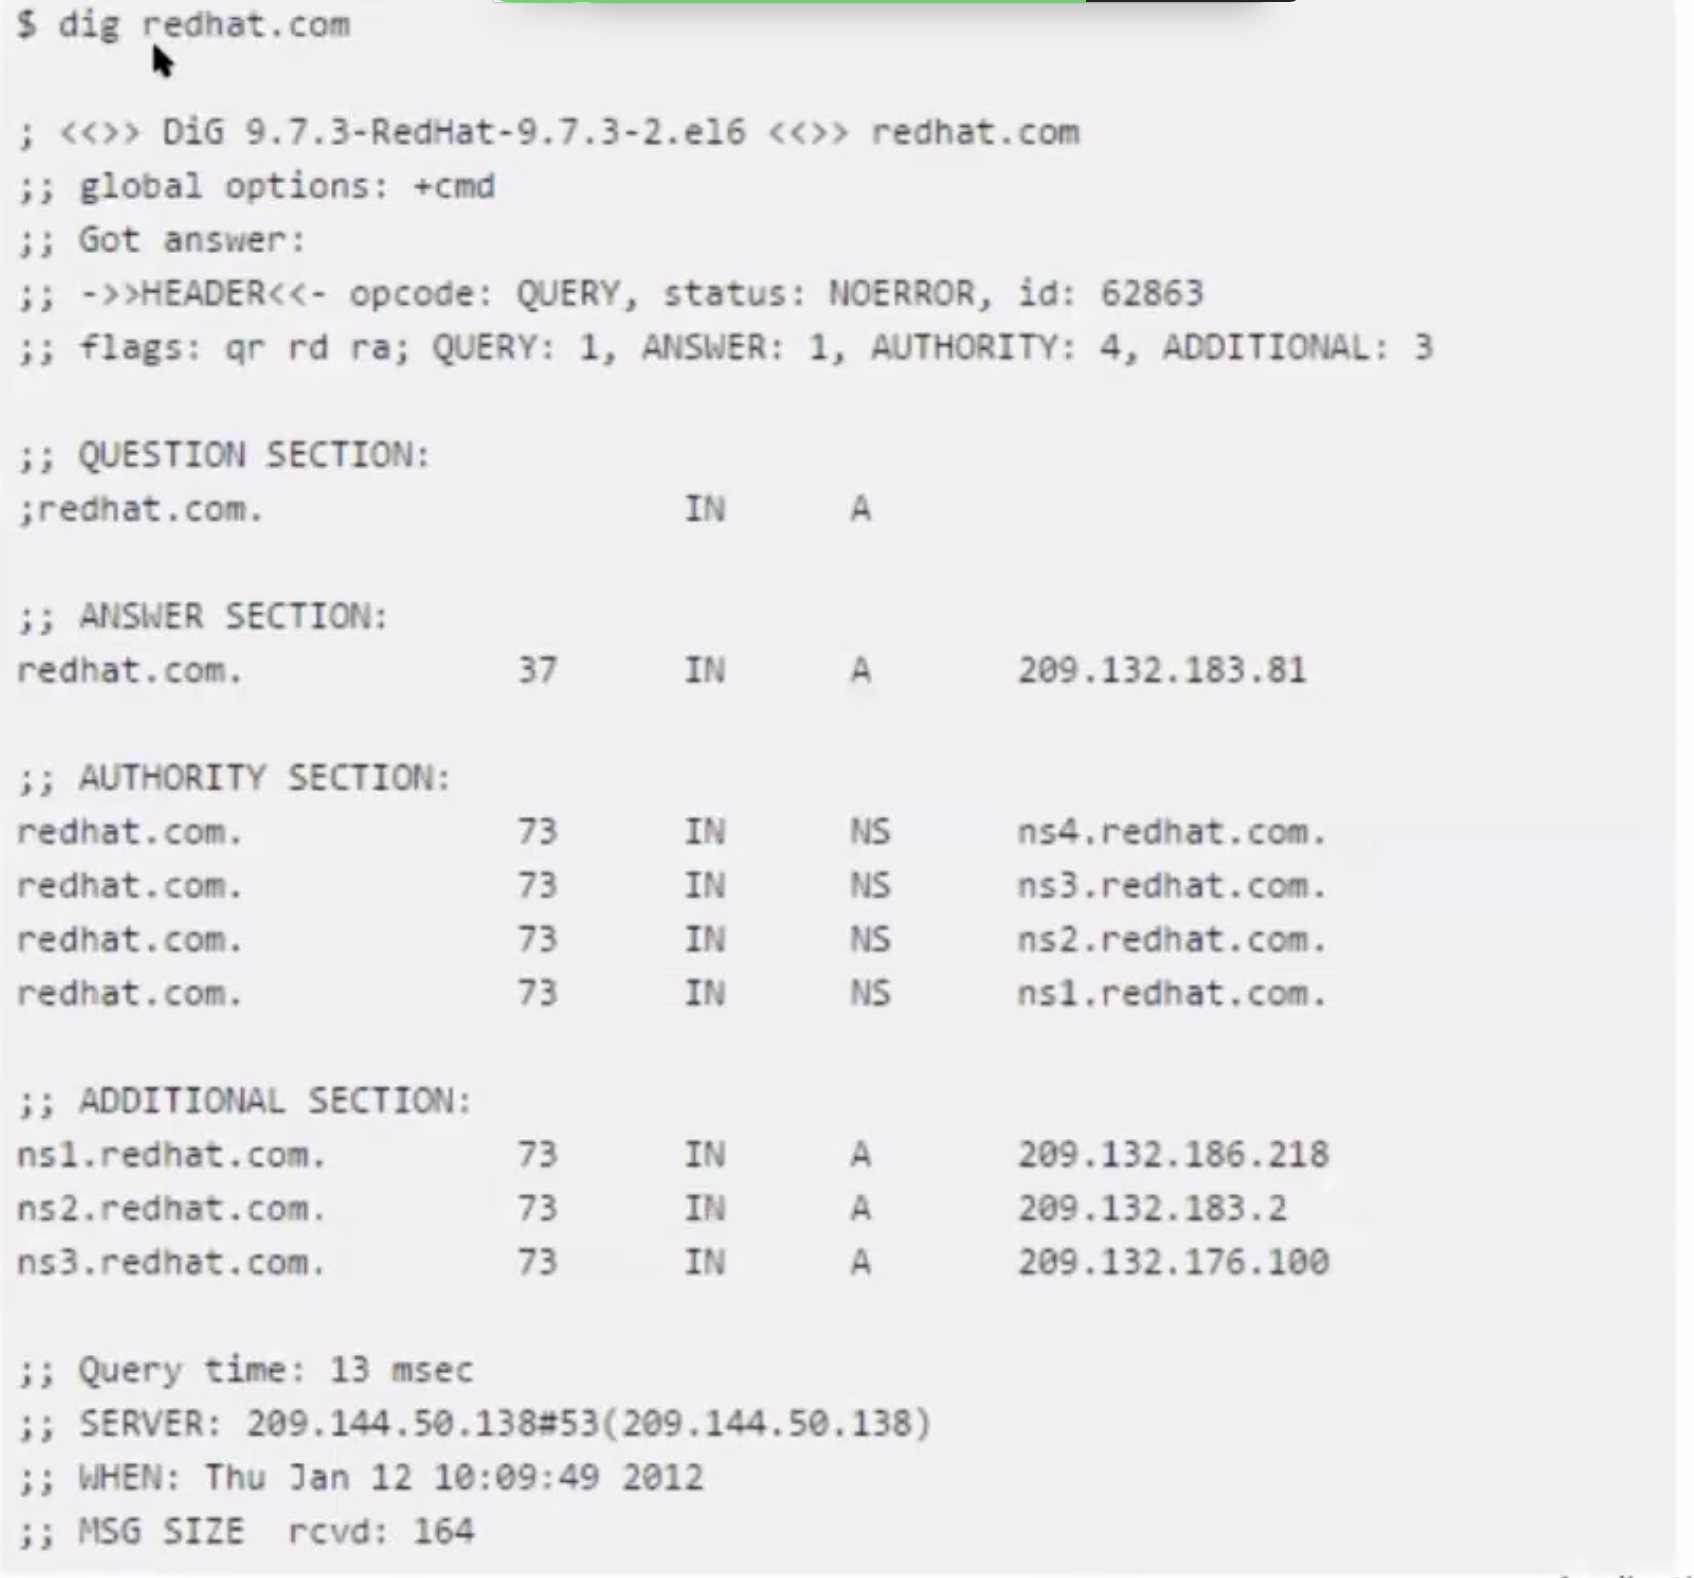 $ dig redhat.com
; <<>> DiG 9.7.3-RedHat-9.7.3-2.el6 <<>> redhat.com
;; global options: +cmd
;; Got answer:
;; ->>HEADER<<- opcode: QUERY, status: NOERROR, id: 62863
;; flags: qr rd ra; QUERY: 1, ANSWER: 1, AUTHORITY: 4, ADDITIONAL: 3
;; QUESTION SECTION:
;redhat.com. IN A
;; ANSWER SECTION:
redhat.com. 37 IN A 209.132.183.81
;; AUTHORITY SECTION:
redhat.com. 73 IN NS ns4.redhat.com.
redhat.com. 73 IN NS ns3.redhat.com.
redhat.com. 73 IN NS ns2.redhat.com.
redhat.com. 73 IN NS ns1.redhat.com.
;; ADDITIONAL SECTION:
ns1.redhat.com. 73 IN A 209.132.186.218
ns2.redhat.com. 73 IN A 209.132.183.2
ns3.redhat.com. 73 IN A 209.132.176.100
;; Query time: 13 msec
;; SERVER: 209.144.50.138#53(209.144.50.138)
;; WHEN: Thu Jan 12 10:09:49 2012
;; MSG SIZE rcvd: 164